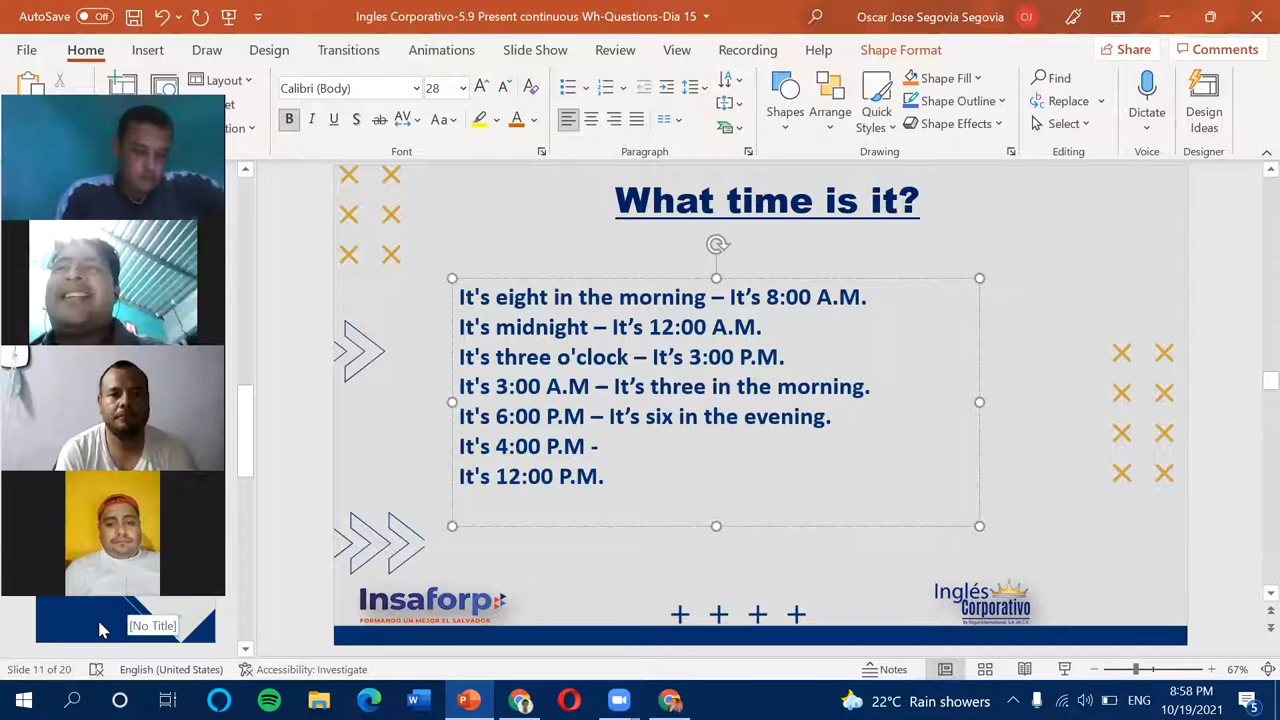 AutoSave Off
Ingles Corporativo-5.9 Present continuous Wh-Questions-Dia 15
Oscar Jose Segovia Segovia OJ
File Home Insert Draw Design Transitions Animations Slide Show Review View Recording Help Shape Format Share Comments
Layout
Calibri (Body) 28
Shapes Arrange Quick Styles
Shape Fill
Shape Outline
Shape Effects
Find
Replace
Select
Dictate
Design Ideas
Font Paragraph Drawing Editing Voice Designer
What time is it?
It's eight in the morning – It’s 8:00 A.M.
It's midnight – It’s 12:00 A.M.
It's three o'clock – It’s 3:00 P.M.
It's 3:00 A.M – It’s three in the morning.
It's 6:00 P.M – It’s six in the evening.
It's 4:00 P.M -
It's 12:00 P.M.
Insaforp
FORMANDO UN MEJOR EL SALVADOR
Inglés
Corporativo
[No Title]
Slide 11 of 20 English (United States) Accessibility: Investigate Notes 67%
22°C Rain showers ENG 8:58 PM
10/19/2021 5